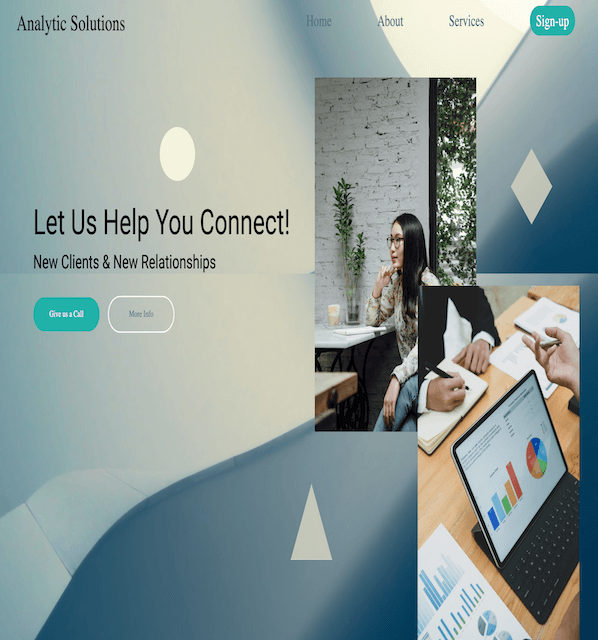 Analytic Solutions
Home
About
Services
Sign-up
Let Us Help You Connect!
New Clients & New Relationships
Give us a Call
More Info